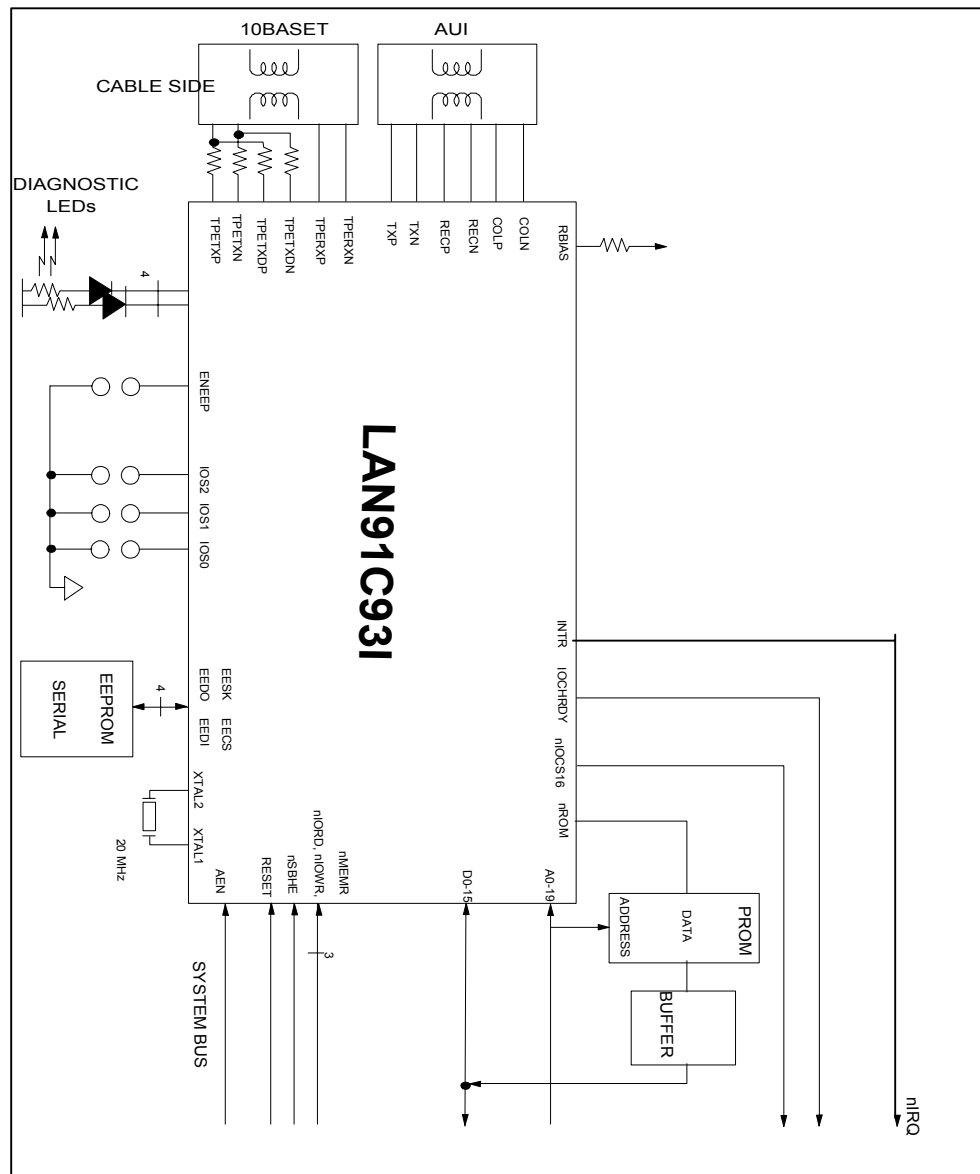 10BASET
AUI
CABLE SIDE
DIAGNOSTIC
LEDs
4
TPETXP
TPETXN
TPETXDP
TPETXDN
TPERXP
TPERXN
TXP
TXN
RECP
RECN
COLP
COLN
RBIAS
ENEEP
IOS2
IOS1
IOS0
LAN91C93I
INTR
IOCHRDY
nIOCS16
nROM
SERIAL
EEPROM
4
EEDO
EESK
EEDI
EECS
XTAL2
XTAL1
20 MHz
AEN
RESET
nSBHE
nIORD, nIOWR,
nMEMR
D0-15
A0-19
3
PROM
DATA
ADDRESS
BUFFER
SYSTEM BUS
nIRQ